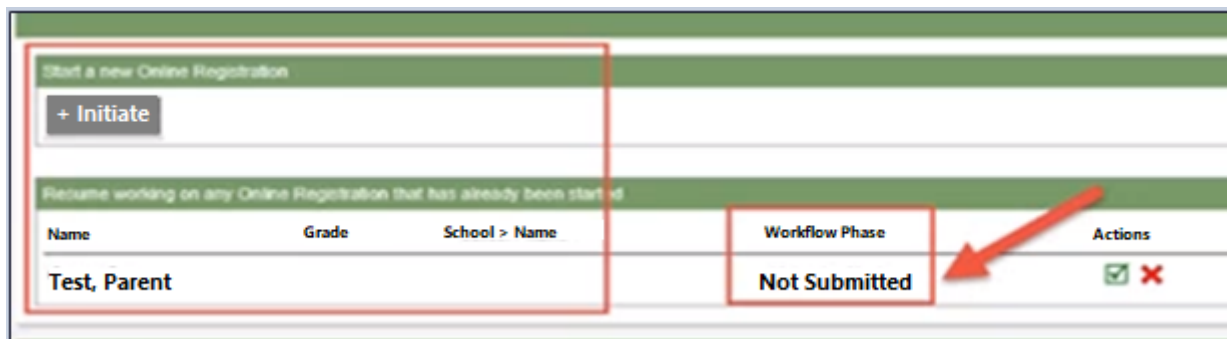 Start a new Online Registration
+ Initiate
Resume working on any Online Registration that has already been started
Name Grade School > Name Workflow Phase Actions
Test, Parent Not Submitted